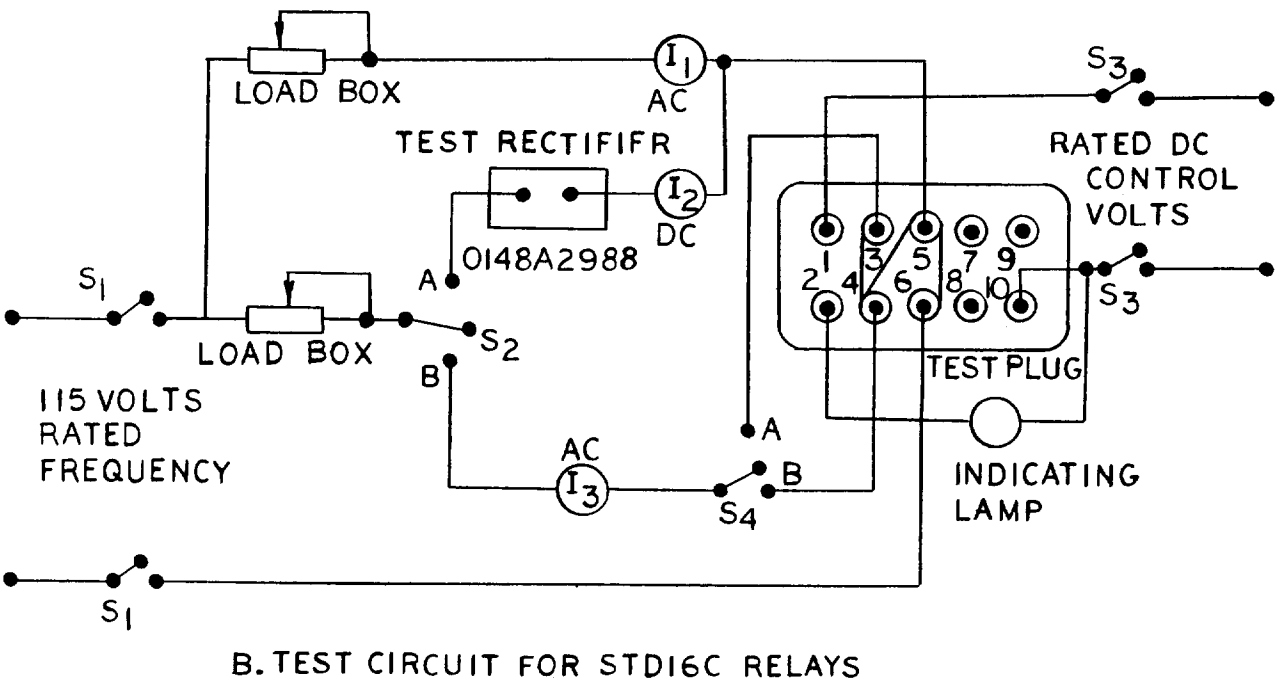 LOAD BOX
I1
AC
S3
TEST RECTIFIFR
I2
DC
RATED DC
CONTROL
VOLTS
0148A2988
A
1 3 5 7 9
2 4 6 8 10
S1
S3
LOAD BOX
S2
B
TEST PLUG
115 VOLTS
RATED
FREQUENCY
A
AC
I3
B
S4
INDICATING
LAMP
S1
B. TEST CIRCUIT FOR STD16C RELAYS